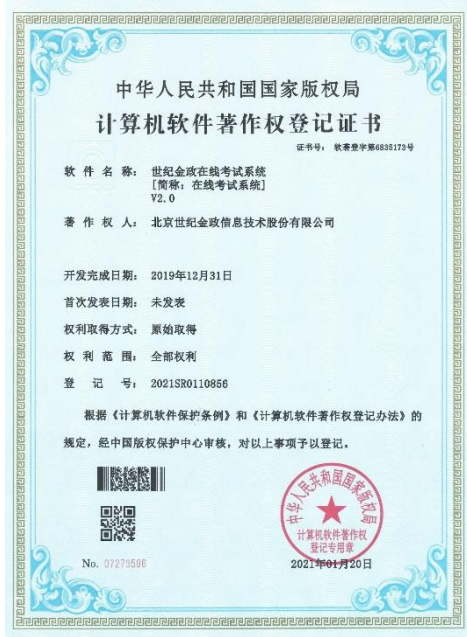 中华人民共和国国家版权局
计算机软件著作权登记证书
证书号： 软著登字第6835173号
软件名称： 世纪金政在线考试系统
[简称：在线考试系统]
V2.0
著作权人： 北京世纪金政信息技术股份有限公司
开发完成日期： 2019年12月31日
首次发表日期： 未发表
权利取得方式： 原始取得
权利范围： 全部权利
登记号： 2021SR0110856
根据《计算机软件保护条例》和《计算机软件著作权登记办法》的
规定，经中国版权保护中心审核，对以上事项予以登记。
中华人民共和国国家版权局
计算机软件著作权
登记专用章
No. 07273596
2021年01月20日